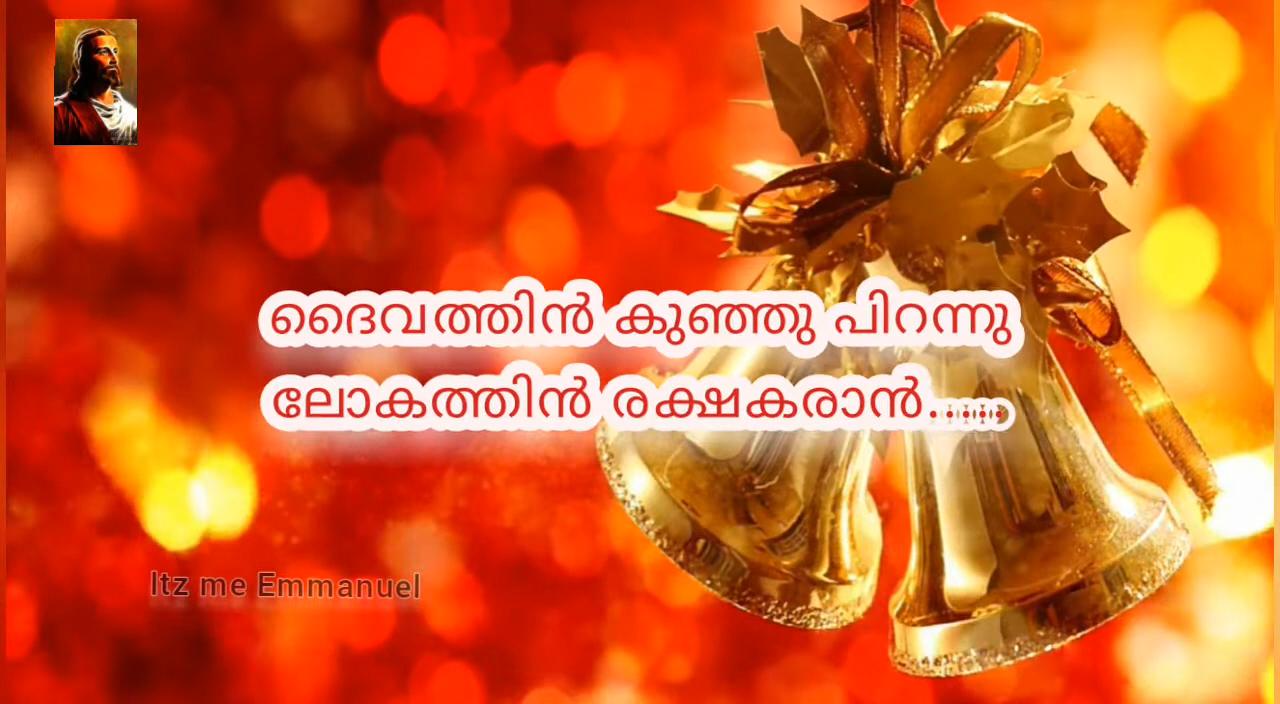 ദൈവത്തിൻ കുഞ്ഞു പിറന്നു
ലോകത്തിൻ രക്ഷകരാൻ......
Itz me Emmanuel